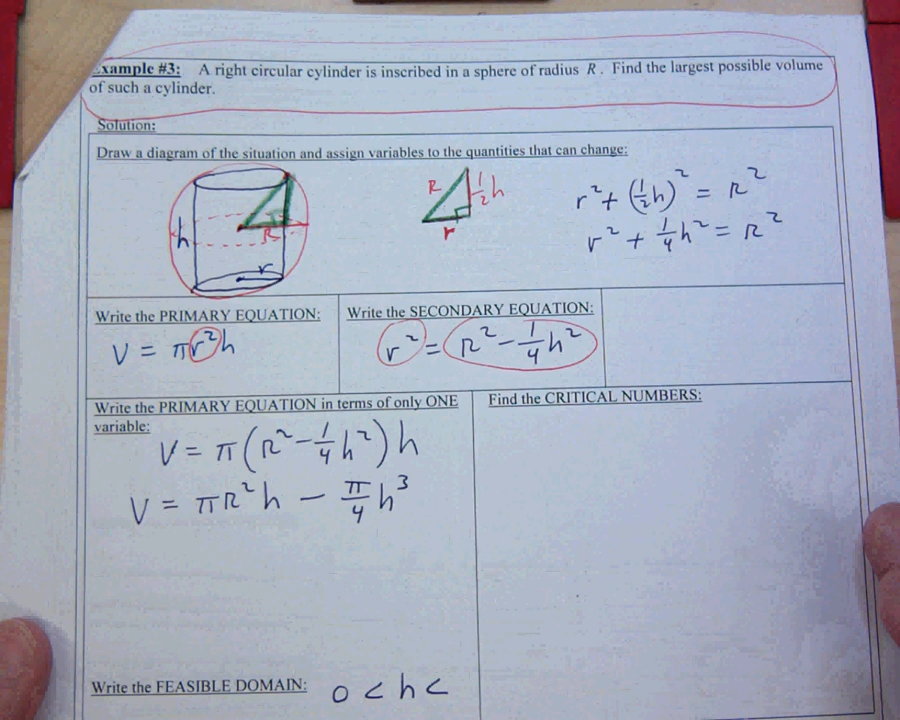 Example #3: A right circular cylinder is inscribed in a sphere of radius R. Find the largest possible volume
of such a cylinder.
Solution:
Draw a diagram of the situation and assign variables to the quantities that can change:
h
R
r
R
½h
r
r² + (½h)² = R²
r² + ¼h² = R²
Write the PRIMARY EQUATION:
V = πr²h
Write the SECONDARY EQUATION:
r² = R² − ¼h²
Write the PRIMARY EQUATION in terms of only ONE
variable:
V = π(R² − ¼h²)h
V = πR²h − π/4 h³
Find the CRITICAL NUMBERS:
Write the FEASIBLE DOMAIN: 0 < h <